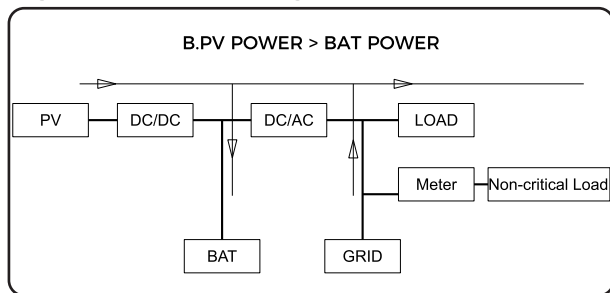 B.PV POWER > BAT POWER
PV
DC/DC
DC/AC
LOAD
Meter
Non-critical Load
BAT
GRID